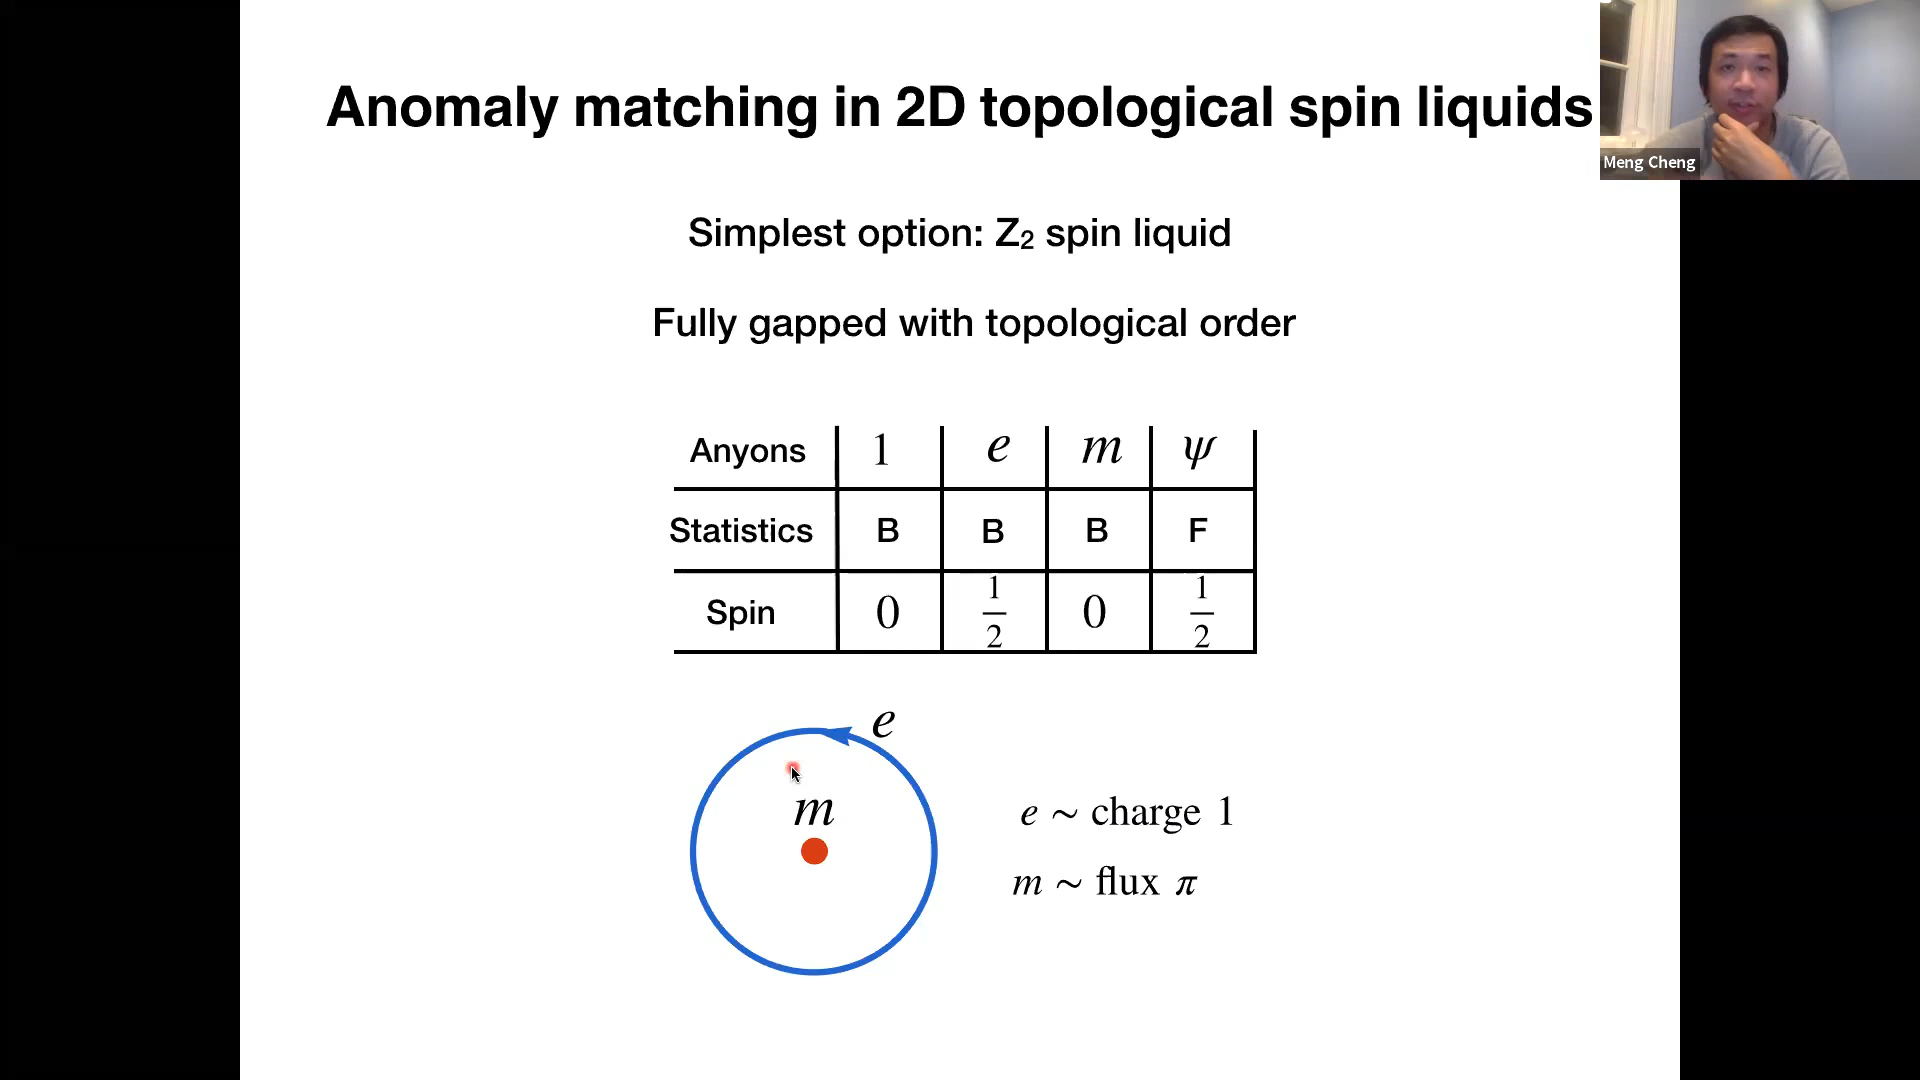 Anomaly matching in 2D topological spin liquids
Meng Cheng
Simplest option: Z₂ spin liquid
Fully gapped with topological order
Anyons 1 e m ψ
Statistics B B B F
Spin 0 1/2 0 1/2
e
m
e ~ charge 1
m ~ flux π